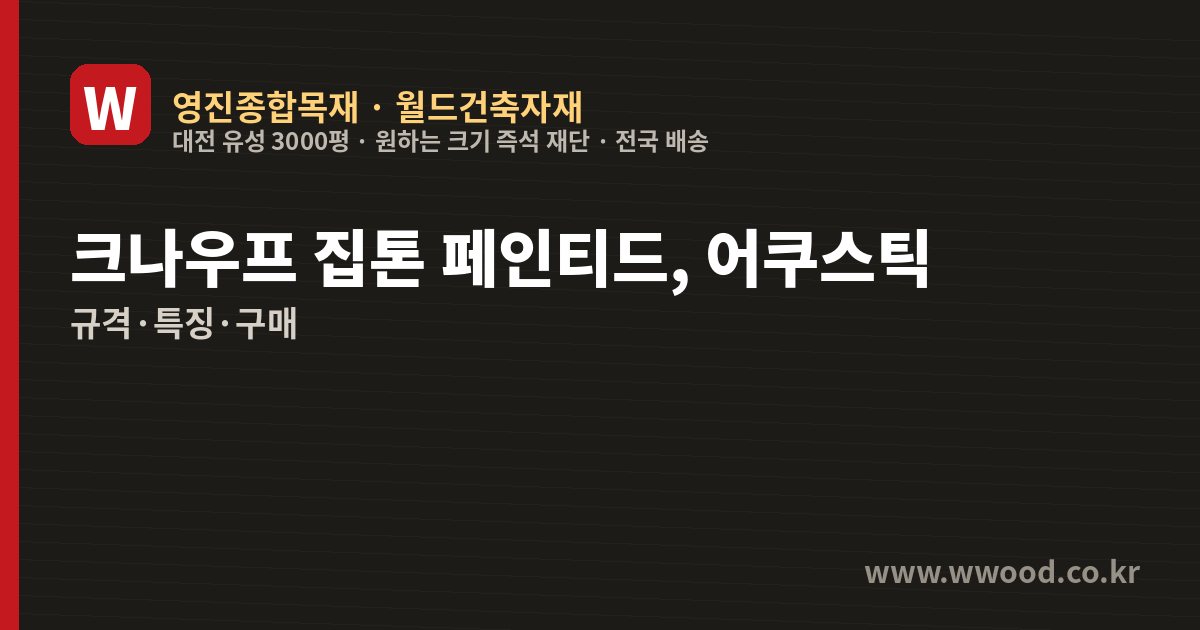 W
영진종합목재 · 월드건축자재
대전 유성 3000평 · 원하는 크기 즉석 재단 · 전국 배송
크나우프 집톤 페인티드, 어쿠스틱
규격·특징·구매
www.wwood.co.kr